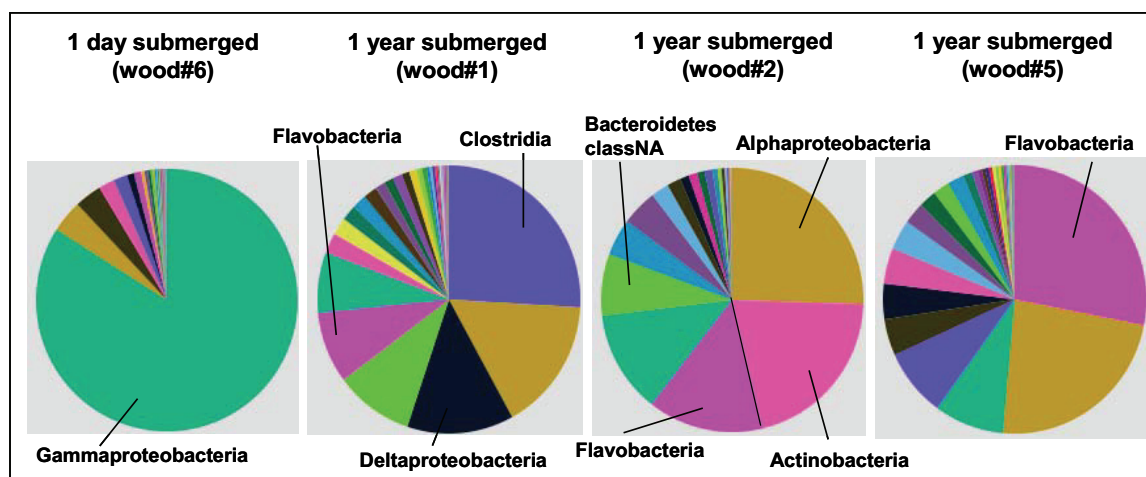 1 day submerged
(wood#6)
1 year submerged
(wood#1)
1 year submerged
(wood#2)
1 year submerged
(wood#5)
Flavobacteria
Clostridia
Bacteroidetes
classNA
Alphaproteobacteria
Flavobacteria
Gammaproteobacteria
Deltaproteobacteria
Flavobacteria
Actinobacteria